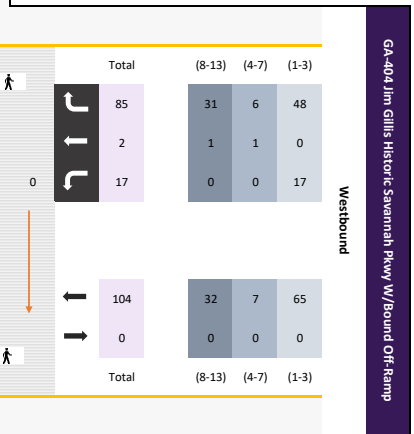 Total (8-13) (4-7) (1-3)
85 31 6 48
2 1 1 0
0 17 0 0 17
104 32 7 65
0 0 0 0
Total (8-13) (4-7) (1-3)
Westbound
GA-404 Jim Gillis Historic Savannah Pkwy W/Bound Off-Ramp